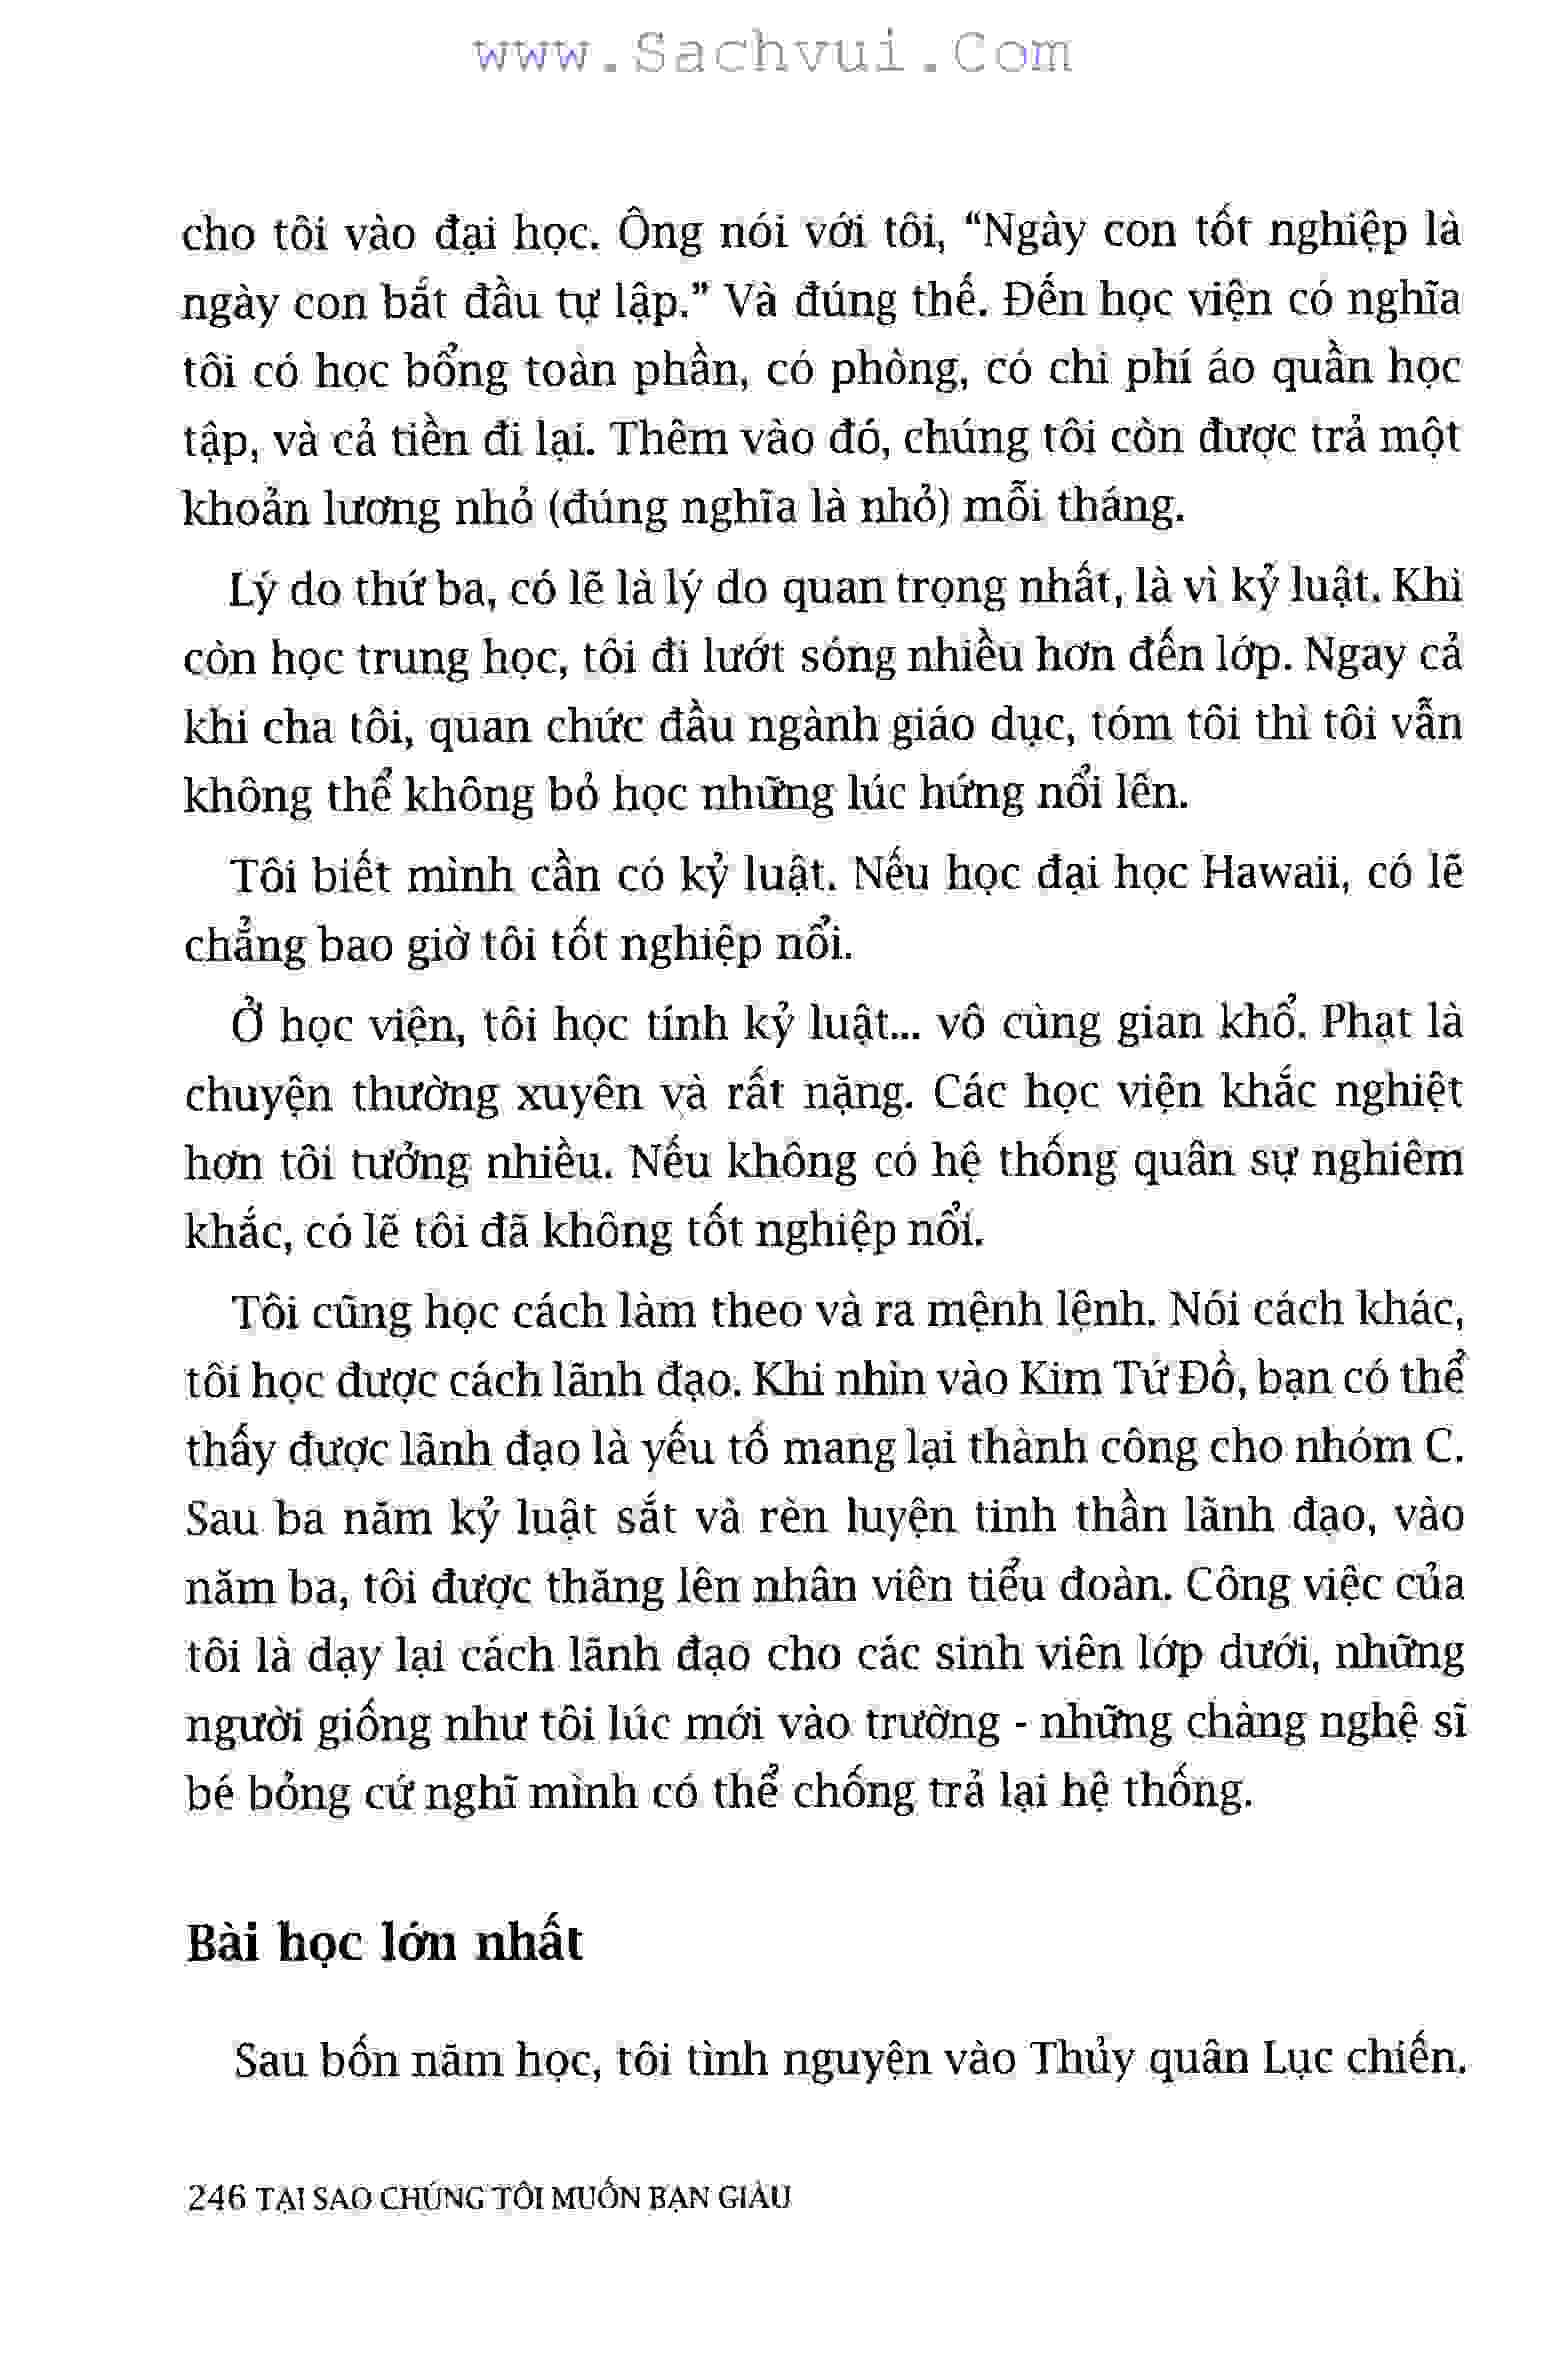 www.Sachvui.Com
cho tôi vào đại học. Ông nói với tôi, “Ngày con tốt nghiệp là
ngày con bắt đầu tự lập.” Và đúng thế. Đến học viện có nghĩa
tôi có học bổng toàn phần, có phòng, có chi phí áo quần học
tập, và cả tiền đi lại. Thêm vào đó, chúng tôi còn được trả một
khoản lương nhỏ (đúng nghĩa là nhỏ) mỗi tháng.
Lý do thứ ba, có lẽ là lý do quan trọng nhất, là vì kỷ luật. Khi
còn học trung học, tôi đi lướt sóng nhiều hơn đến lớp. Ngay cả
khi cha tôi, quan chức đầu ngành giáo dục, tóm tôi thì tôi vẫn
không thể không bỏ học những lúc hứng nổi lên.
Tôi biết mình cần có kỷ luật. Nếu học đại học Hawaii, có lẽ
chẳng bao giờ tôi tốt nghiệp nổi.
Ở học viện, tôi học tính kỷ luật... vô cùng gian khổ. Phạt là
chuyện thường xuyên và rất nặng. Các học viện khắc nghiệt
hơn tôi tưởng nhiều. Nếu không có hệ thống quân sự nghiêm
khắc, có lẽ tôi đã không tốt nghiệp nổi.
Tôi cũng học cách làm theo và ra mệnh lệnh. Nói cách khác,
tôi học được cách lãnh đạo. Khi nhìn vào Kim Tứ Đồ, bạn có thể
thấy được lãnh đạo là yếu tố mang lại thành công cho nhóm C.
Sau ba năm kỷ luật sắt và rèn luyện tinh thần lãnh đạo, vào
năm ba, tôi được thăng lên nhân viên tiểu đoàn. Công việc của
tôi là dạy lại cách lãnh đạo cho các sinh viên lớp dưới, những
người giống như tôi lúc mới vào trường - những chàng nghệ sĩ
bé bỏng cứ nghĩ mình có thể chống trả lại hệ thống.
Bài học lớn nhất
Sau bốn năm học, tôi tình nguyện vào Thủy quân Lục chiến.
246 TẠI SAO CHÚNG TÔI MUỐN BẠN GIÀU